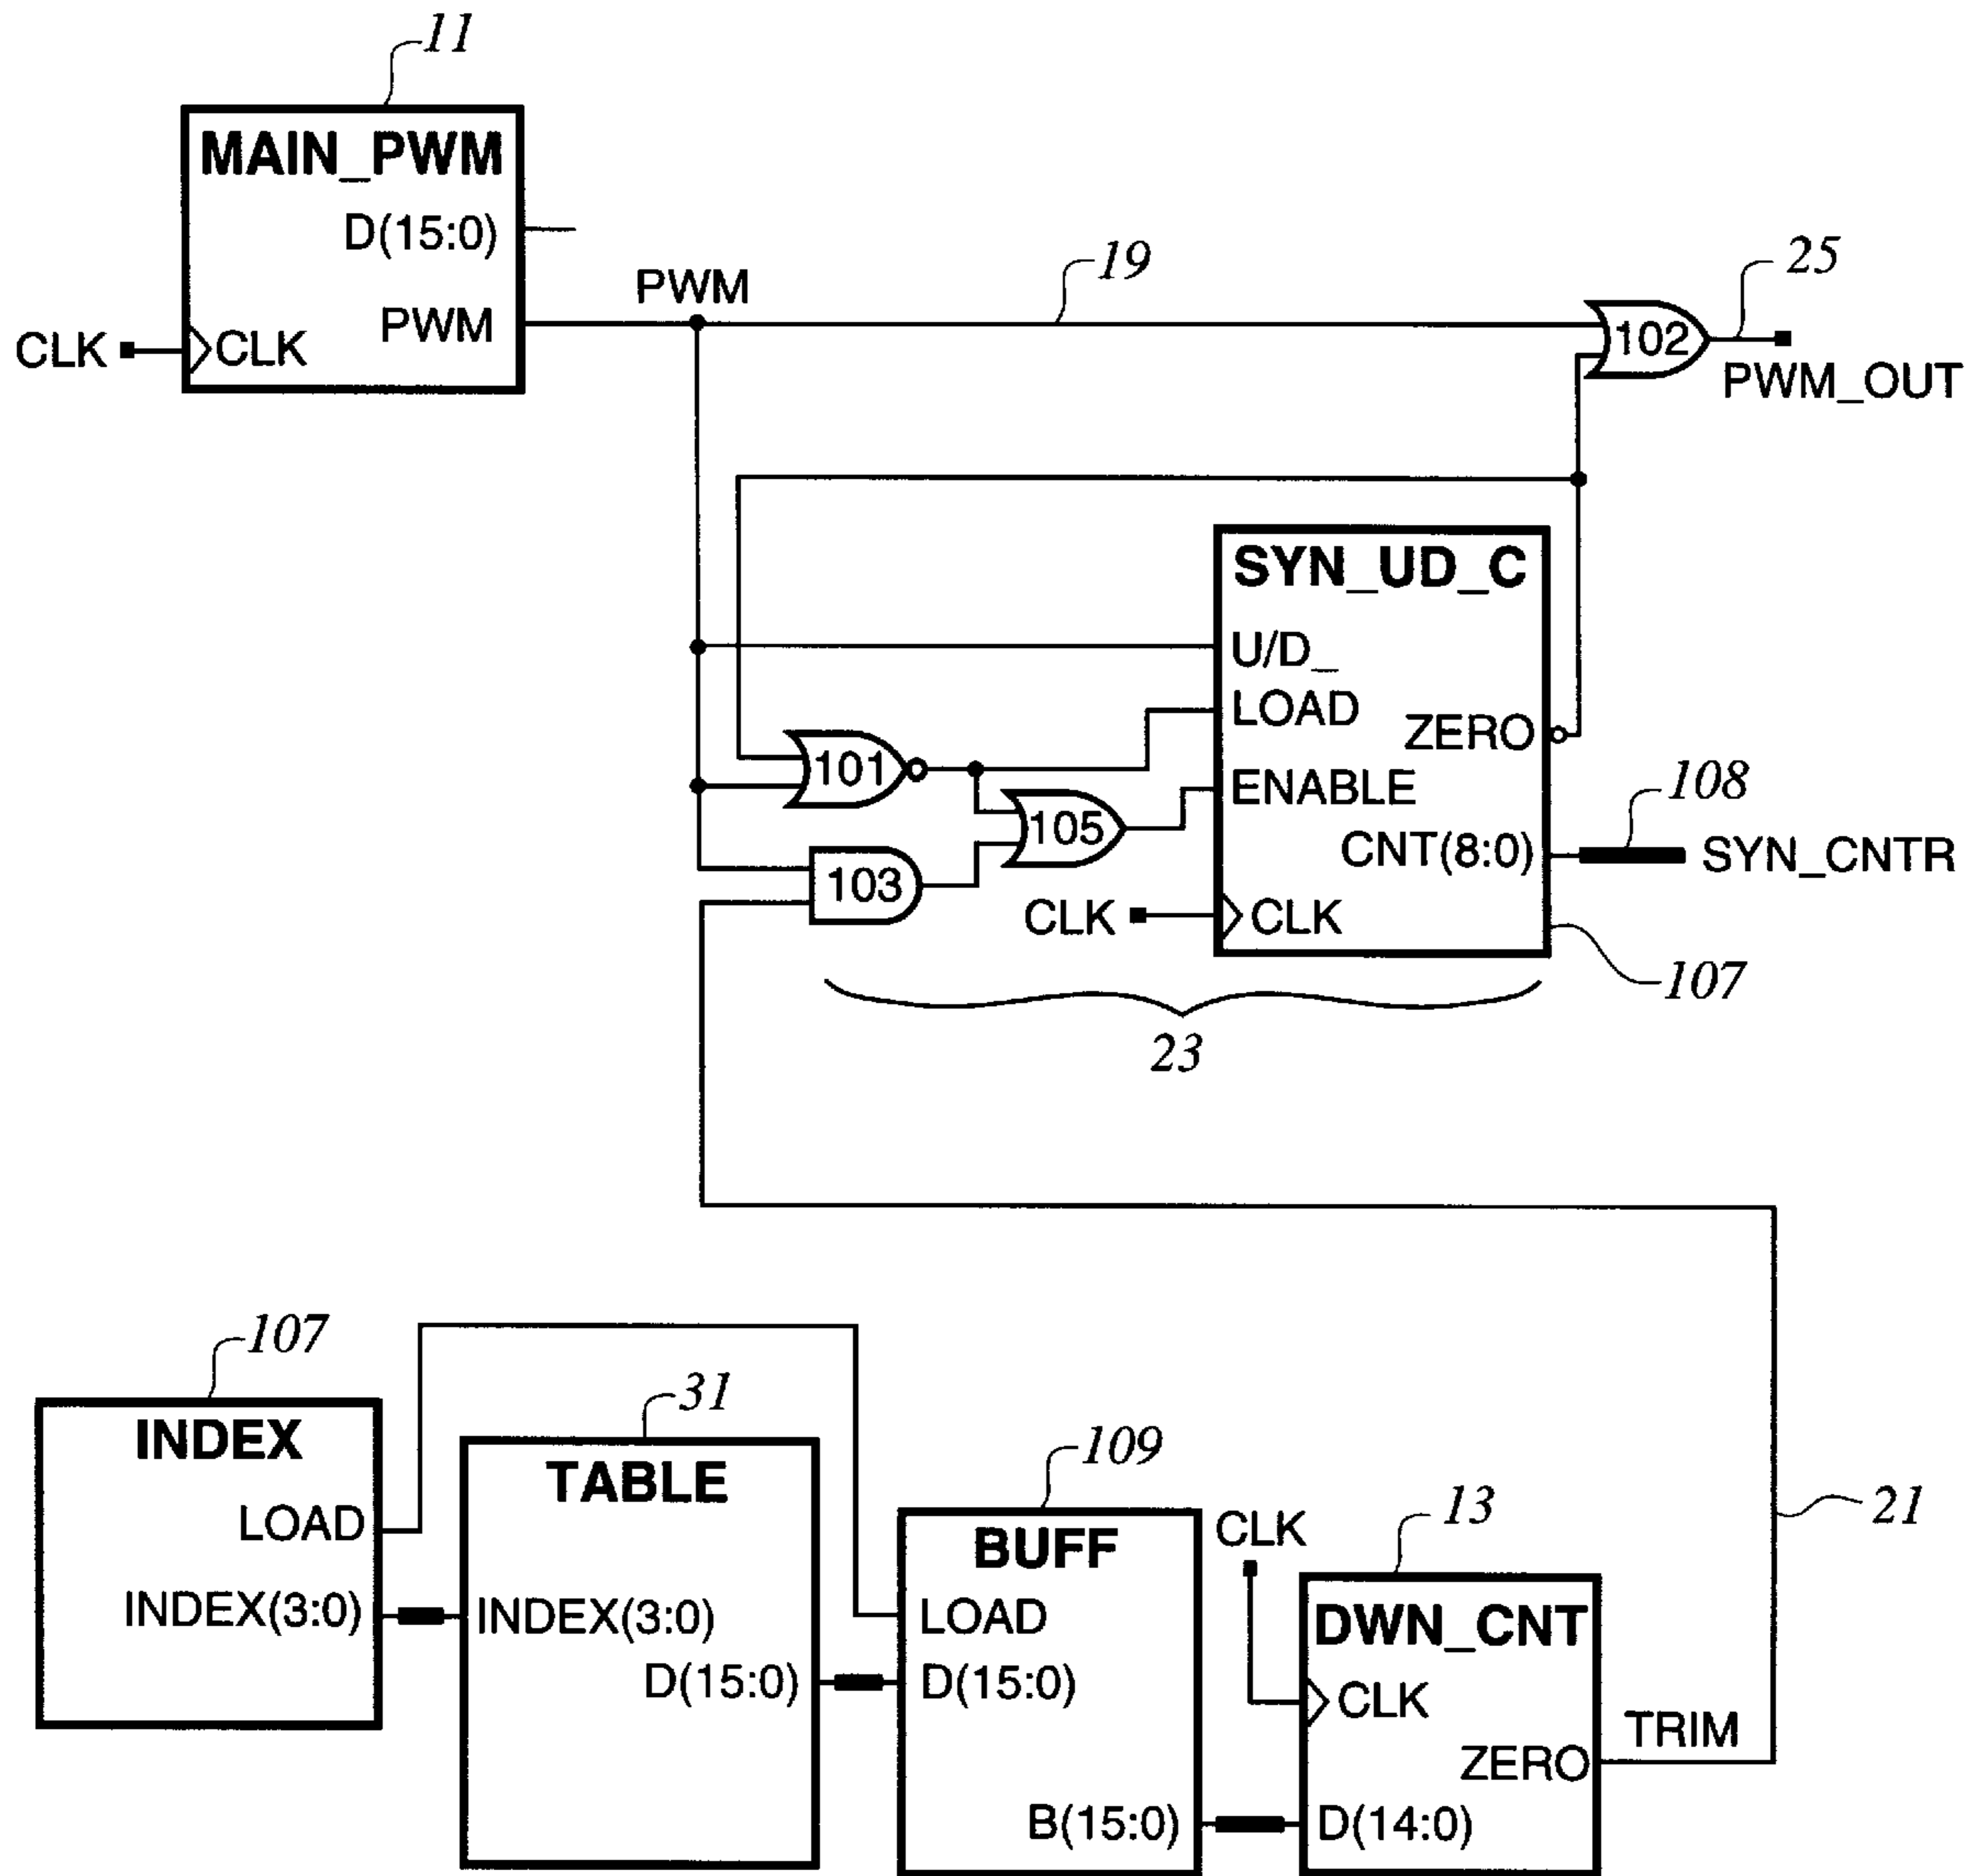 11
MAIN_PWM
D(15:0)
PWM
CLK
CLK
PWM
19
25
102
PWM_OUT
SYN_UD_C
U/D_
LOAD
ZERO
ENABLE
CNT(8:0)
CLK
CLK
101
105
103
108
SYN_CNTR
107
23
107
INDEX
LOAD
INDEX(3:0)
31
TABLE
INDEX(3:0)
D(15:0)
109
BUFF
LOAD
D(15:0)
B(15:0)
CLK
13
DWN_CNT
CLK
ZERO
D(14:0)
TRIM
21